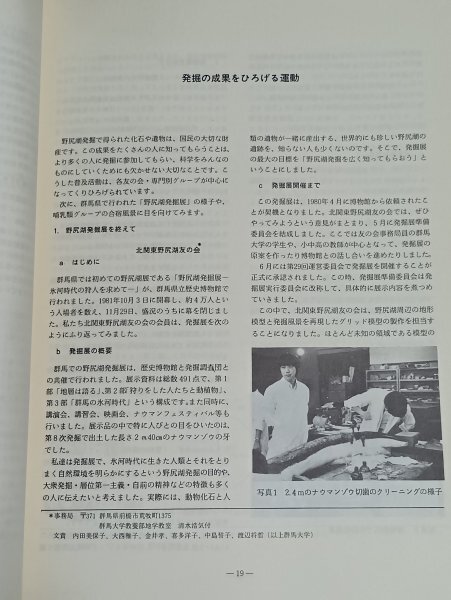 発掘の成果をひろげる運動
野尻湖発掘で得られた化石や遺物は、国民の大切な財
産です。この成果をたくさんの人に知ってもらうことは、
より多くの人に発掘に参加してもらい、科学をみんなの
ものにしていくためにも欠かせない大切なことです。こ
うした普及活動は、各友の会・専門別グループが中心に
なってくりひろげられています。
次に、群馬県で行われた「野尻湖発掘展」の様子や、
哺乳類グループの合宿風景に目を向けてみます。
1. 野尻湖発掘展を終えて
北関東野尻湖友の会*
a はじめに
群馬県では初めての野尻湖展である「野尻湖発掘展―
氷河時代の狩人を求めて―」が、群馬県立歴史博物館で
行われました。1981年10月3日に開幕し、約4万人とい
う入場者を数え、11月29日、盛況のうちに幕を閉じまし
た。私たち北関東野尻湖友の会の会員は、発掘展を次の
ようにふり返ってみました。
b 発掘展の概要
群馬での野尻湖発掘展は、歴史博物館と発掘調査団と
の共催で行われました。展示資料は総数491点で、第1
部「地層は語る」、第2部「狩りをした人たちと動植物」、
第3部「群馬の氷河時代」という構成です。また同時に、
講演会、講習会、映画会、ナウマンフェスティバル等も
行いました。展示品の中で特に人びとの目をひいたのは、
第8次発掘で出土した長さ2m40cmのナウマンゾウの牙
でした。
私達は発掘展で、氷河時代に生きた人類とそれをとり
まく自然環境を明らかにするという野尻湖発掘の目的や、
大衆発掘・層位第一主義・自前の精神などの特徴も多く
の人に伝えたいと考えました。実際には、動物化石と人
類の遺物が一緒に産出する、世界的にも珍しい野尻湖の
遺跡を、知らない人も少なくないのです。そこで、発掘展
の最大の目標を「野尻湖発掘を広く知ってもらおう」と
いうことにしました。
c 発掘展開催まで
この発掘展は、1980年4月に博物館から依頼されたこ
とが契機となりました。北関東野尻湖友の会では、ぜひ
やってみようという意見がまとまり、5月に発掘展準備
委員会を結成しました。ここでは友の会事務局員の群馬
大学の学生や、小中高の教師が中心となって、発掘展の
原案を作ったり博物館との話し合いを進めたりしました。
6月には第29回運営委員会で発掘展を開催することが
正式に承認されました。この時、発掘展準備委員会は発掘
展実行委員会に改称して、具体的に展示内容を煮つめ
ていきました。
この中で、北関東野尻湖友の会は、野尻湖周辺の地形
模型と発掘風景を再現したグリッド模型の製作を担当す
ることになりました。ほとんど未知の領域である模型の
写真1 2.4mのナウマンゾウ切歯のクリーニングの様子
*事務局 〒371 群馬県前橋市荒牧町1375
群馬大学教養部地学教室 清水浩気付
文責 内田美保子、大西雅子、金井孝、喜多洋子、中島晢子、渡辺将哲(以上群馬大学)
―19―